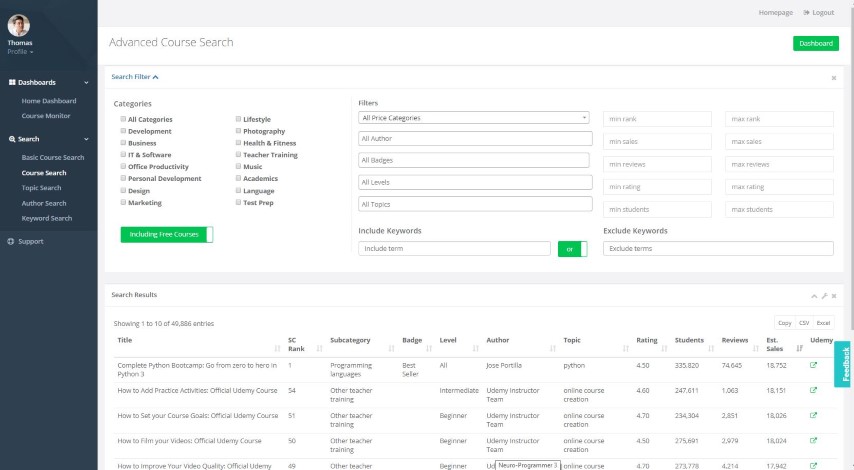 Homepage Logout
Thomas
Profile
Advanced Course Search
Dashboard
Dashboards
Home Dashboard
Course Monitor
Search
Basic Course Search
Course Search
Topic Search
Author Search
Keyword Search
Support
Search Filter
Categories
All Categories Lifestyle
Development Photography
Business Health & Fitness
IT & Software Teacher Training
Office Productivity Music
Personal Development Academics
Design Language
Marketing Test Prep
Including Free Courses
Filters
All Price Categories min rank max rank
All Author min sales max sales
All Badges min reviews max reviews
All Levels min rating max rating
All Topics min students max students
Include Keywords Exclude Keywords
Include term or Exclude terms
Search Results
Showing 1 to 10 of 49,886 entries Copy CSV Excel
Title SC Rank Subcategory Badge Level Author Topic Rating Students Reviews Est. Sales Udemy
Complete Python Bootcamp: Go from zero to hero in 1 Programming Best All Jose Portilla python 4.50 335,820 74,645 18,752
Python 3 languages Seller
How to Add Practice Activities: Official Udemy Course 54 Other teacher Intermediate Udemy Instructor online course 4.60 247,611 1,063 18,151
training Team creation
How to Set your Course Goals: Official Udemy Course 51 Other teacher Beginner Udemy Instructor online course 4.70 234,304 2,851 18,026
training Team creation
How to Film your Videos: Official Udemy Course 50 Other teacher Beginner Udemy Instructor online course 4.50 275,691 2,979 18,024
training Team creation
How to Improve Your Video Quality: Official Udemy 49 Other teacher Beginner Ud online course 4.70 273,778 4,214 17,942
Neuro-Programmer 3
Feedback